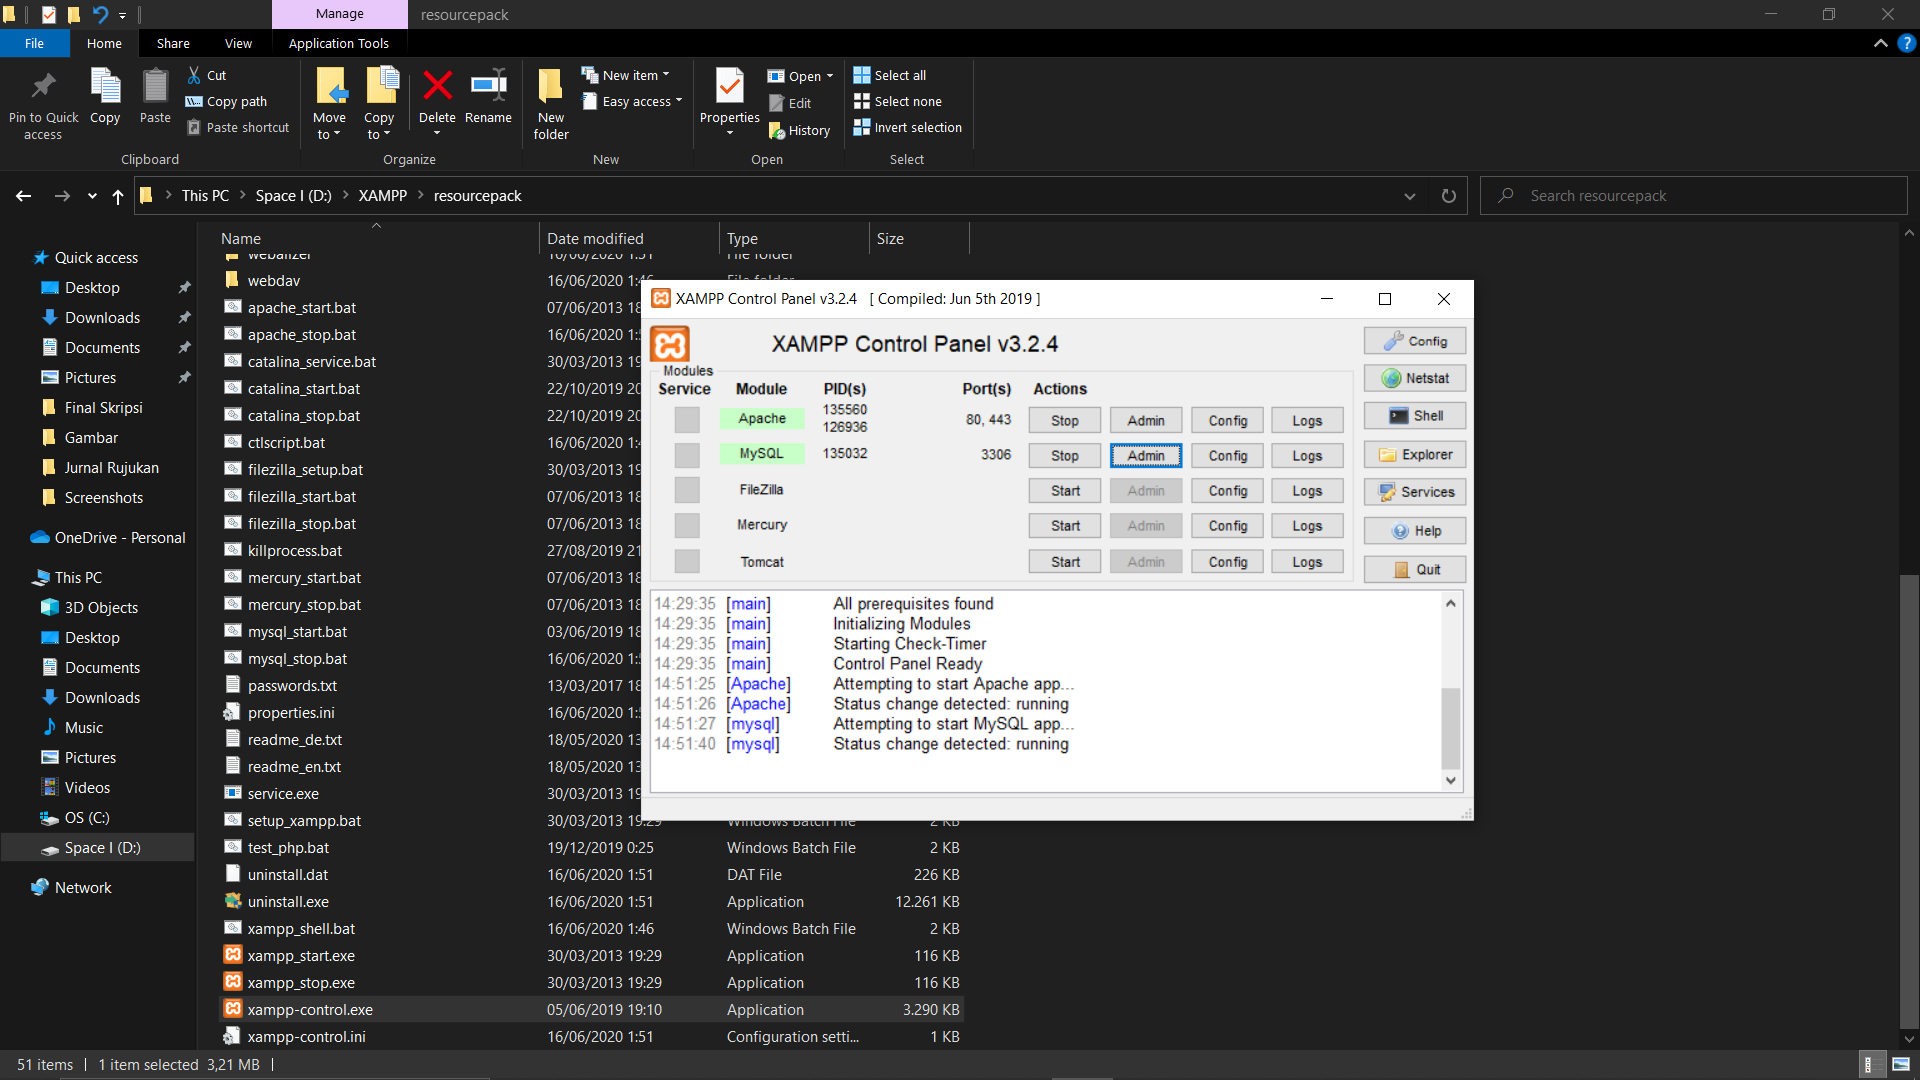 Manage
resourcepack
File
Home
Share
View
Application Tools
Pin to Quick access
Copy
Paste
Cut
Copy path
Paste shortcut
Clipboard
Move to
Copy to
Delete
Rename
Organize
New folder
New item
Easy access
New
Properties
Open
Edit
History
Open
Select all
Select none
Invert selection
Select
This PC
Space I (D:)
XAMPP
resourcepack
Search resourcepack
Quick access
Desktop
Downloads
Documents
Pictures
Final Skripsi
Gambar
Jurnal Rujukan
Screenshots
OneDrive - Personal
This PC
3D Objects
Desktop
Documents
Downloads
Music
Pictures
Videos
OS (C:)
Space I (D:)
Network
Name Date modified Type Size
webalizer 16/06/2020 1:51 File folder
webdav 16/06/2020 1:46 File folder
apache_start.bat 07/06/2013 18
apache_stop.bat 16/06/2020 1:5
catalina_service.bat 30/03/2013 19
catalina_start.bat 22/10/2019 20
catalina_stop.bat 22/10/2019 20
ctlscript.bat 16/06/2020 1:4
filezilla_setup.bat 30/03/2013 19
filezilla_start.bat 07/06/2013 18
filezilla_stop.bat 07/06/2013 18
killprocess.bat 27/08/2019 21
mercury_start.bat 07/06/2013 18
mercury_stop.bat 07/06/2013 18
mysql_start.bat 03/06/2019 18
mysql_stop.bat 16/06/2020 1:5
passwords.txt 13/03/2017 18
properties.ini 16/06/2020 1:5
readme_de.txt 18/05/2020 13
readme_en.txt 18/05/2020 13
service.exe 30/03/2013 19
setup_xampp.bat 30/03/2013 19:29 Windows Batch File 2 KB
test_php.bat 19/12/2019 0:25 Windows Batch File 2 KB
uninstall.dat 16/06/2020 1:51 DAT File 226 KB
uninstall.exe 16/06/2020 1:51 Application 12.261 KB
xampp_shell.bat 16/06/2020 1:46 Windows Batch File 2 KB
xampp_start.exe 30/03/2013 19:29 Application 116 KB
xampp_stop.exe 30/03/2013 19:29 Application 116 KB
xampp-control.exe 05/06/2019 19:10 Application 3.290 KB
xampp-control.ini 16/06/2020 1:51 Configuration setti... 1 KB
XAMPP Control Panel v3.2.4 [ Compiled: Jun 5th 2019 ]
XAMPP Control Panel v3.2.4
Modules
Service Module PID(s) Port(s) Actions
Apache 135560 126936 80, 443 Stop Admin Config Logs
MySQL 135032 3306 Stop Admin Config Logs
FileZilla Start Admin Config Logs
Mercury Start Admin Config Logs
Tomcat Start Admin Config Logs
Config
Netstat
Shell
Explorer
Services
Help
Quit
14:29:35 [main] All prerequisites found
14:29:35 [main] Initializing Modules
14:29:35 [main] Starting Check-Timer
14:29:35 [main] Control Panel Ready
14:51:25 [Apache] Attempting to start Apache app...
14:51:26 [Apache] Status change detected: running
14:51:27 [mysql] Attempting to start MySQL app...
14:51:40 [mysql] Status change detected: running
51 items 1 item selected 3,21 MB